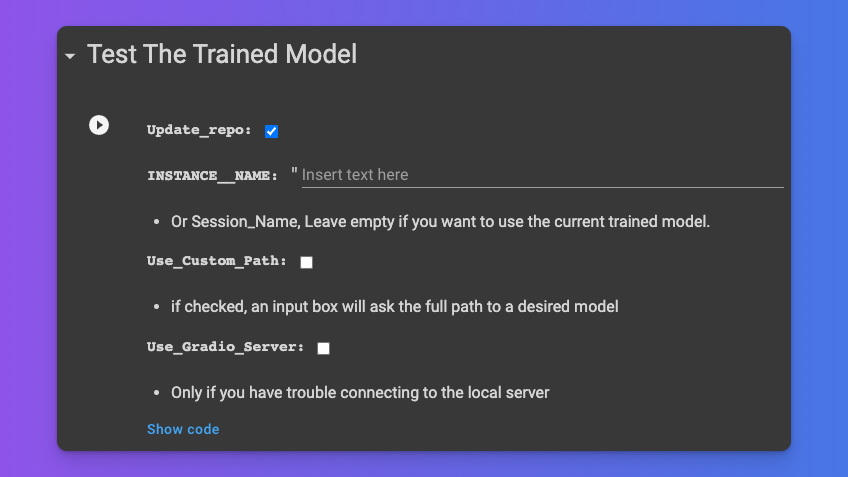 Test The Trained Model
Update_repo:
INSTANCE__NAME: " Insert text here
Or Session_Name, Leave empty if you want to use the current trained model.
Use_Custom_Path:
if checked, an input box will ask the full path to a desired model
Use_Gradio_Server:
Only if you have trouble connecting to the local server
Show code